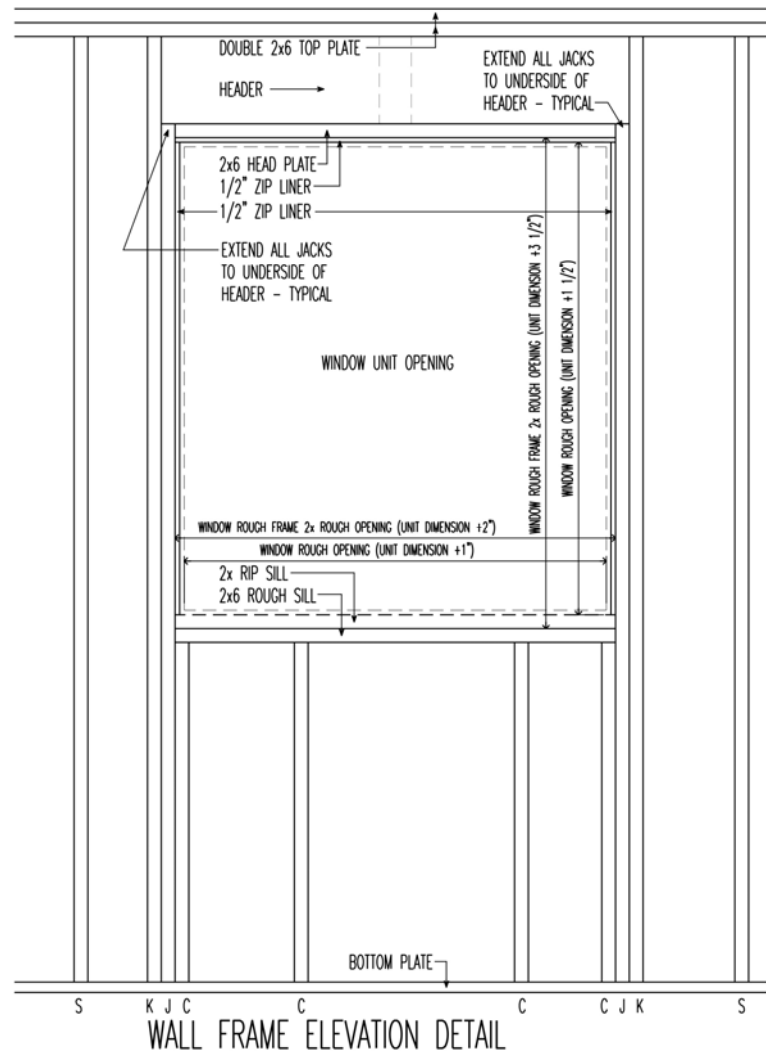 DOUBLE 2x6 TOP PLATE
HEADER
EXTEND ALL JACKS
TO UNDERSIDE OF
HEADER - TYPICAL
2x6 HEAD PLATE
1/2" ZIP LINER
1/2" ZIP LINER
EXTEND ALL JACKS
TO UNDERSIDE OF
HEADER - TYPICAL
WINDOW UNIT OPENING
WINDOW ROUGH FRAME 2x ROUGH OPENING (UNIT DIMENSION +3 1/2")
WINDOW ROUGH OPENING (UNIT DIMENSION +1 1/2")
WINDOW ROUGH FRAME 2x ROUGH OPENING (UNIT DIMENSION +2")
WINDOW ROUGH OPENING (UNIT DIMENSION +1")
2x RIP SILL
2x6 ROUGH SILL
BOTTOM PLATE
S K J C C C C J K S
WALL FRAME ELEVATION DETAIL